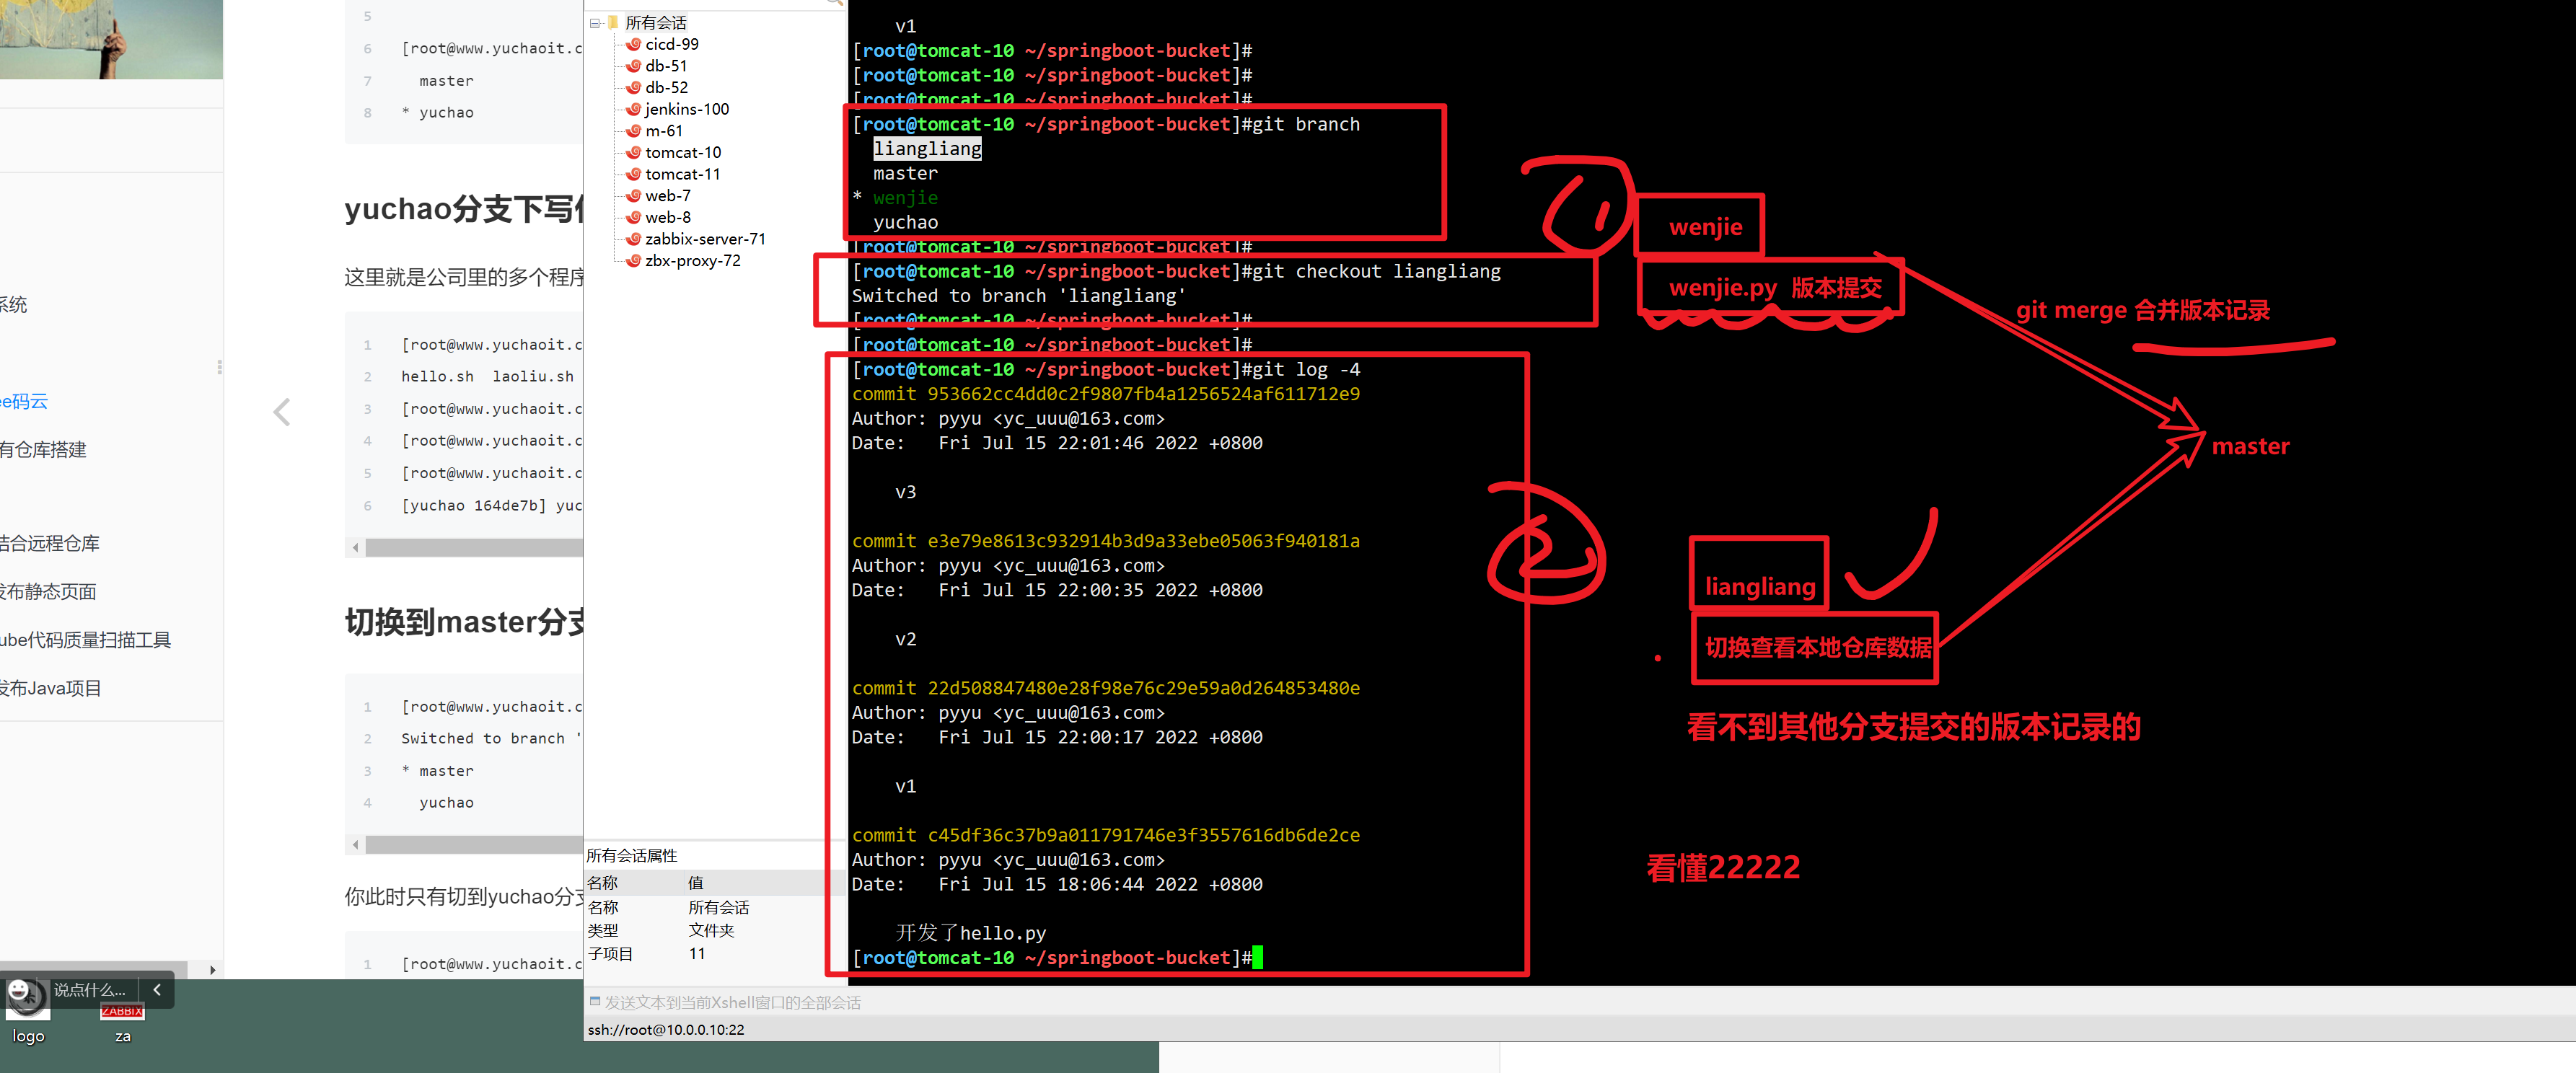 5
6 [root@www.yuchaoit.c
7 master
8 * yuchao
yuchao分支下写
这里就是公司里的多个程序
1 [root@www.yuchaoit.c
2 hello.sh laoliu.sh
3 [root@www.yuchaoit.c
4 [root@www.yuchaoit.c
5 [root@www.yuchaoit.c
6 [yuchao 164de7b] yuc
切换到master分支
1 [root@www.yuchaoit.c
2 Switched to branch '
3 * master
4 yuchao
你此时只有切到yuchao分支
1 [root@www.yuchaoit.c
系统
ee码云
有仓库搭建
结合远程仓库
发布静态页面
ube代码质量扫描工具
发布Java项目
说点什么...
logo
ZABBIX
za
所有会话
cicd-99
db-51
db-52
jenkins-100
m-61
tomcat-10
tomcat-11
web-7
web-8
zabbix-server-71
zbx-proxy-72
所有会话属性
名称 值
名称 所有会话
类型 文件夹
子项目 11
v1
[root@tomcat-10 ~/springboot-bucket]#
[root@tomcat-10 ~/springboot-bucket]#
[root@tomcat-10 ~/springboot-bucket]#
[root@tomcat-10 ~/springboot-bucket]#git branch
liangliang
master
* wenjie
yuchao
[root@tomcat-10 ~/springboot-bucket]#
[root@tomcat-10 ~/springboot-bucket]#git checkout liangliang
Switched to branch 'liangliang'
[root@tomcat-10 ~/springboot-bucket]#
[root@tomcat-10 ~/springboot-bucket]#
[root@tomcat-10 ~/springboot-bucket]#git log -4
commit 953662cc4dd0c2f9807fb4a1256524af611712e9
Author: pyyu <yc_uuu@163.com>
Date: Fri Jul 15 22:01:46 2022 +0800
v3
commit e3e79e8613c932914b3d9a33ebe05063f940181a
Author: pyyu <yc_uuu@163.com>
Date: Fri Jul 15 22:00:35 2022 +0800
v2
commit 22d508847480e28f98e76c29e59a0d264853480e
Author: pyyu <yc_uuu@163.com>
Date: Fri Jul 15 22:00:17 2022 +0800
v1
commit c45df36c37b9a011791746e3f3557616db6de2ce
Author: pyyu <yc_uuu@163.com>
Date: Fri Jul 15 18:06:44 2022 +0800
开发了hello.py
[root@tomcat-10 ~/springboot-bucket]#
1
wenjie
wenjie.py 版本提交
git merge 合并版本记录
master
2
liangliang
切换查看本地仓库数据
看不到其他分支提交的版本记录的
看懂22222
发送文本到当前Xshell窗口的全部会话
ssh://root@10.0.0.10:22